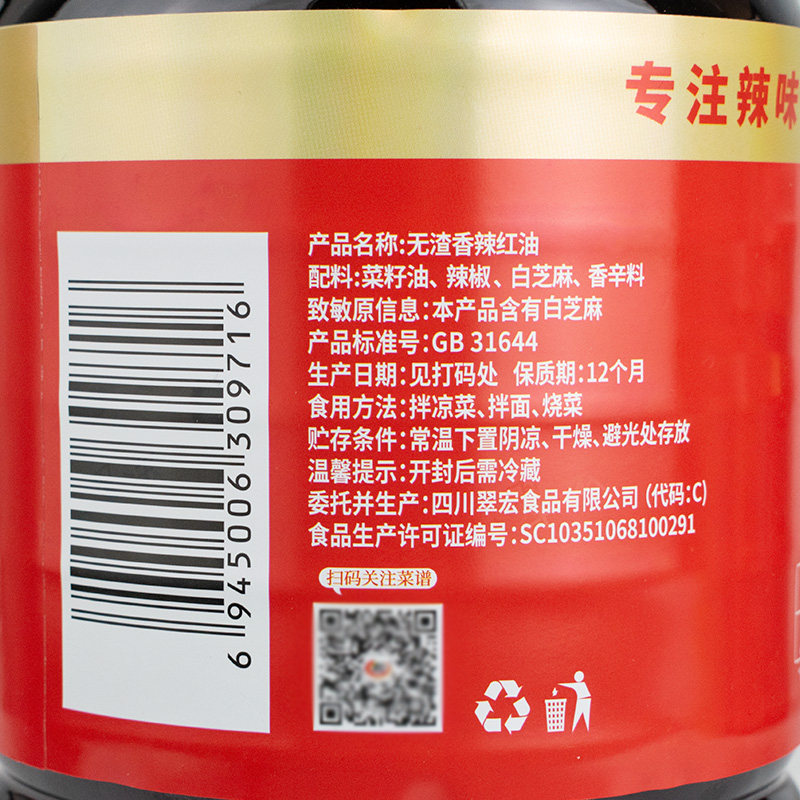 专注辣味
产品名称:无渣香辣红油
配料:菜籽油、辣椒、白芝麻、香辛料
致敏原信息:本产品含有白芝麻
产品标准号:GB 31644
生产日期:见打码处 保质期:12个月
食用方法:拌凉菜、拌面、烧菜
贮存条件:常温下置阴凉、干燥、避光处存放
温馨提示:开封后需冷藏
委托并生产:四川翠宏食品有限公司 (代码:C)
食品生产许可证编号:SC10351068100291
扫码关注菜谱
6 945006 309716